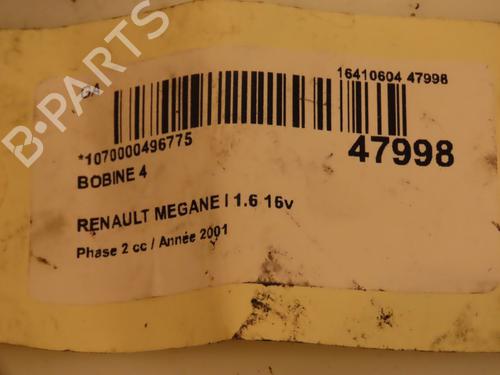 B-PARTS
16410604 47998
*1070000496775
47998
BOBINE 4
RENAULT MEGANE I 1.6 16v
Phase 2 cc / Année 2001